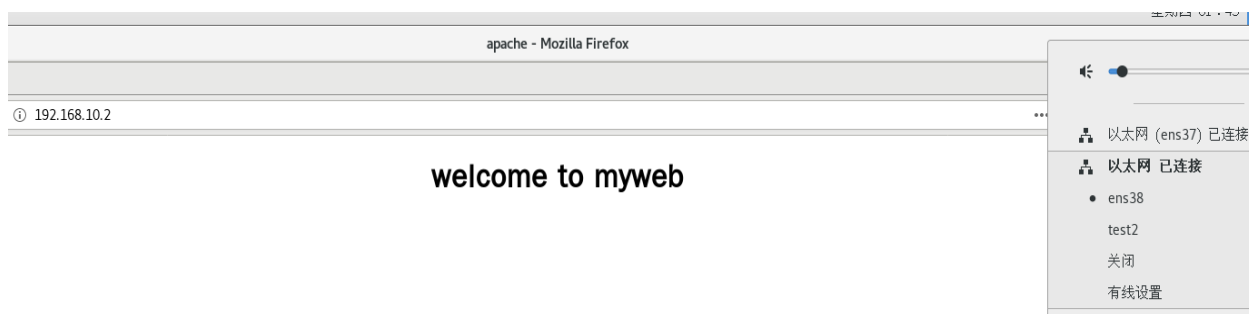 apache - Mozilla Firefox
192.168.10.2
welcome to myweb
以太网 (ens37) 已连接
以太网 已连接
ens38
test2
关闭
有线设置